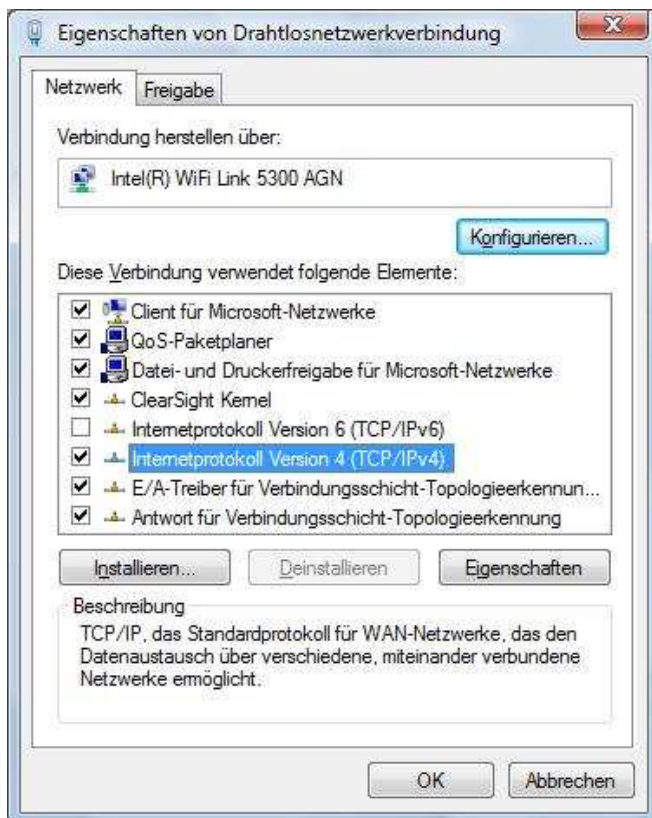 Eigenschaften von Drahtlosnetzwerkverbindung
Netzwerk
Freigabe
Verbindung herstellen über:
Intel(R) WiFi Link 5300 AGN
Konfigurieren...
Diese Verbindung verwendet folgende Elemente:
Client für Microsoft-Netzwerke
QoS-Paketplaner
Datei- und Druckerfreigabe für Microsoft-Netzwerke
ClearSight Kernel
Internetprotokoll Version 6 (TCP/IPv6)
Internetprotokoll Version 4 (TCP/IPv4)
E/A-Treiber für Verbindungsschicht-Topologieerkennun...
Antwort für Verbindungsschicht-Topologieerkennung
Installieren...
Deinstallieren
Eigenschaften
Beschreibung
TCP/IP, das Standardprotokoll für WAN-Netzwerke, das den
Datenaustausch über verschiedene, miteinander verbundene
Netzwerke ermöglicht.
OK
Abbrechen